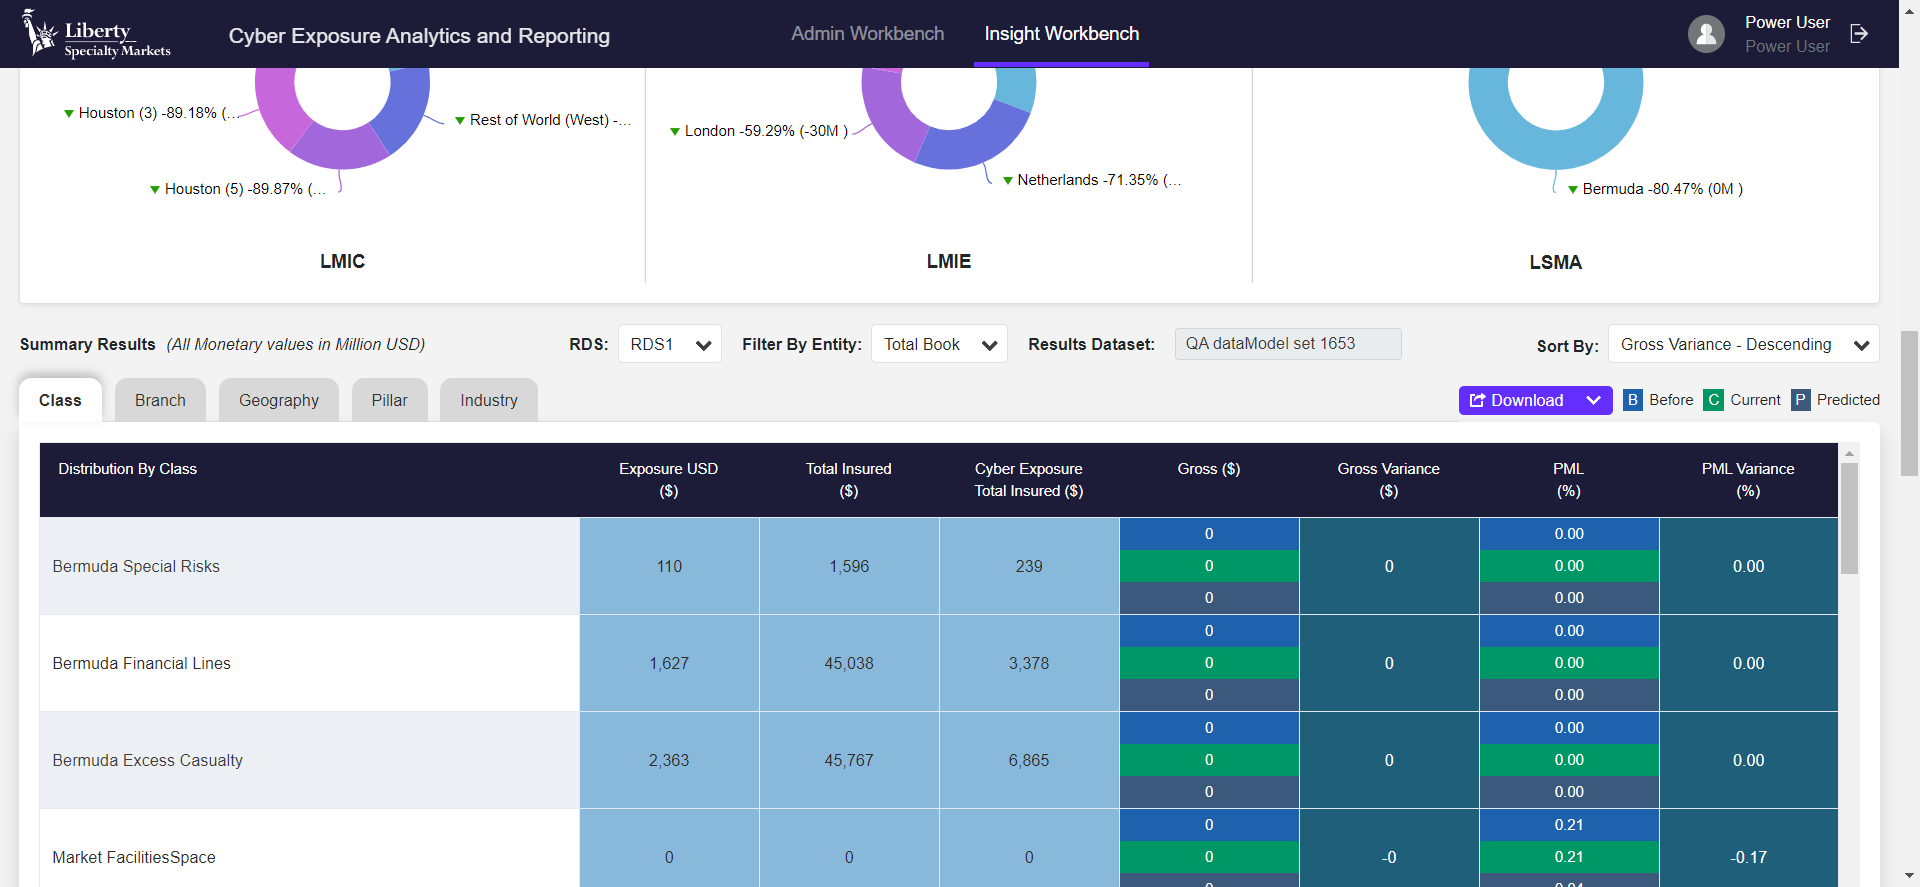 Liberty
Specialty Markets
Cyber Exposure Analytics and Reporting
Admin Workbench
Insight Workbench
Power User
Power User
Houston (3) -89.18% (...
Rest of World (West) -...
Houston (5) -89.87% (...
London -59.29% (-30M )
Netherlands -71.35% (...
Bermuda -80.47% (0M )
LMIC
LMIE
LSMA
Summary Results (All Monetary values in Million USD)
RDS: RDS1
Filter By Entity: Total Book
Results Dataset: QA dataModel set 1653
Sort By: Gross Variance - Descending
Class Branch Geography Pillar Industry
Download
B Before C Current P Predicted
Distribution By Class
Exposure USD
($)
Total Insured
($)
Cyber Exposure
Total Insured ($)
Gross ($)
Gross Variance
($)
PML
(%)
PML Variance
(%)
0 0.00
Bermuda Special Risks 110 1,596 239 0 0 0.00 0.00
0 0.00
0 0.00
Bermuda Financial Lines 1,627 45,038 3,378 0 0 0.00 0.00
0 0.00
0 0.00
Bermuda Excess Casualty 2,363 45,767 6,865 0 0 0.00 0.00
0 0.00
0 0.21
Market FacilitiesSpace 0 0 0 0 -0 0.21 -0.17